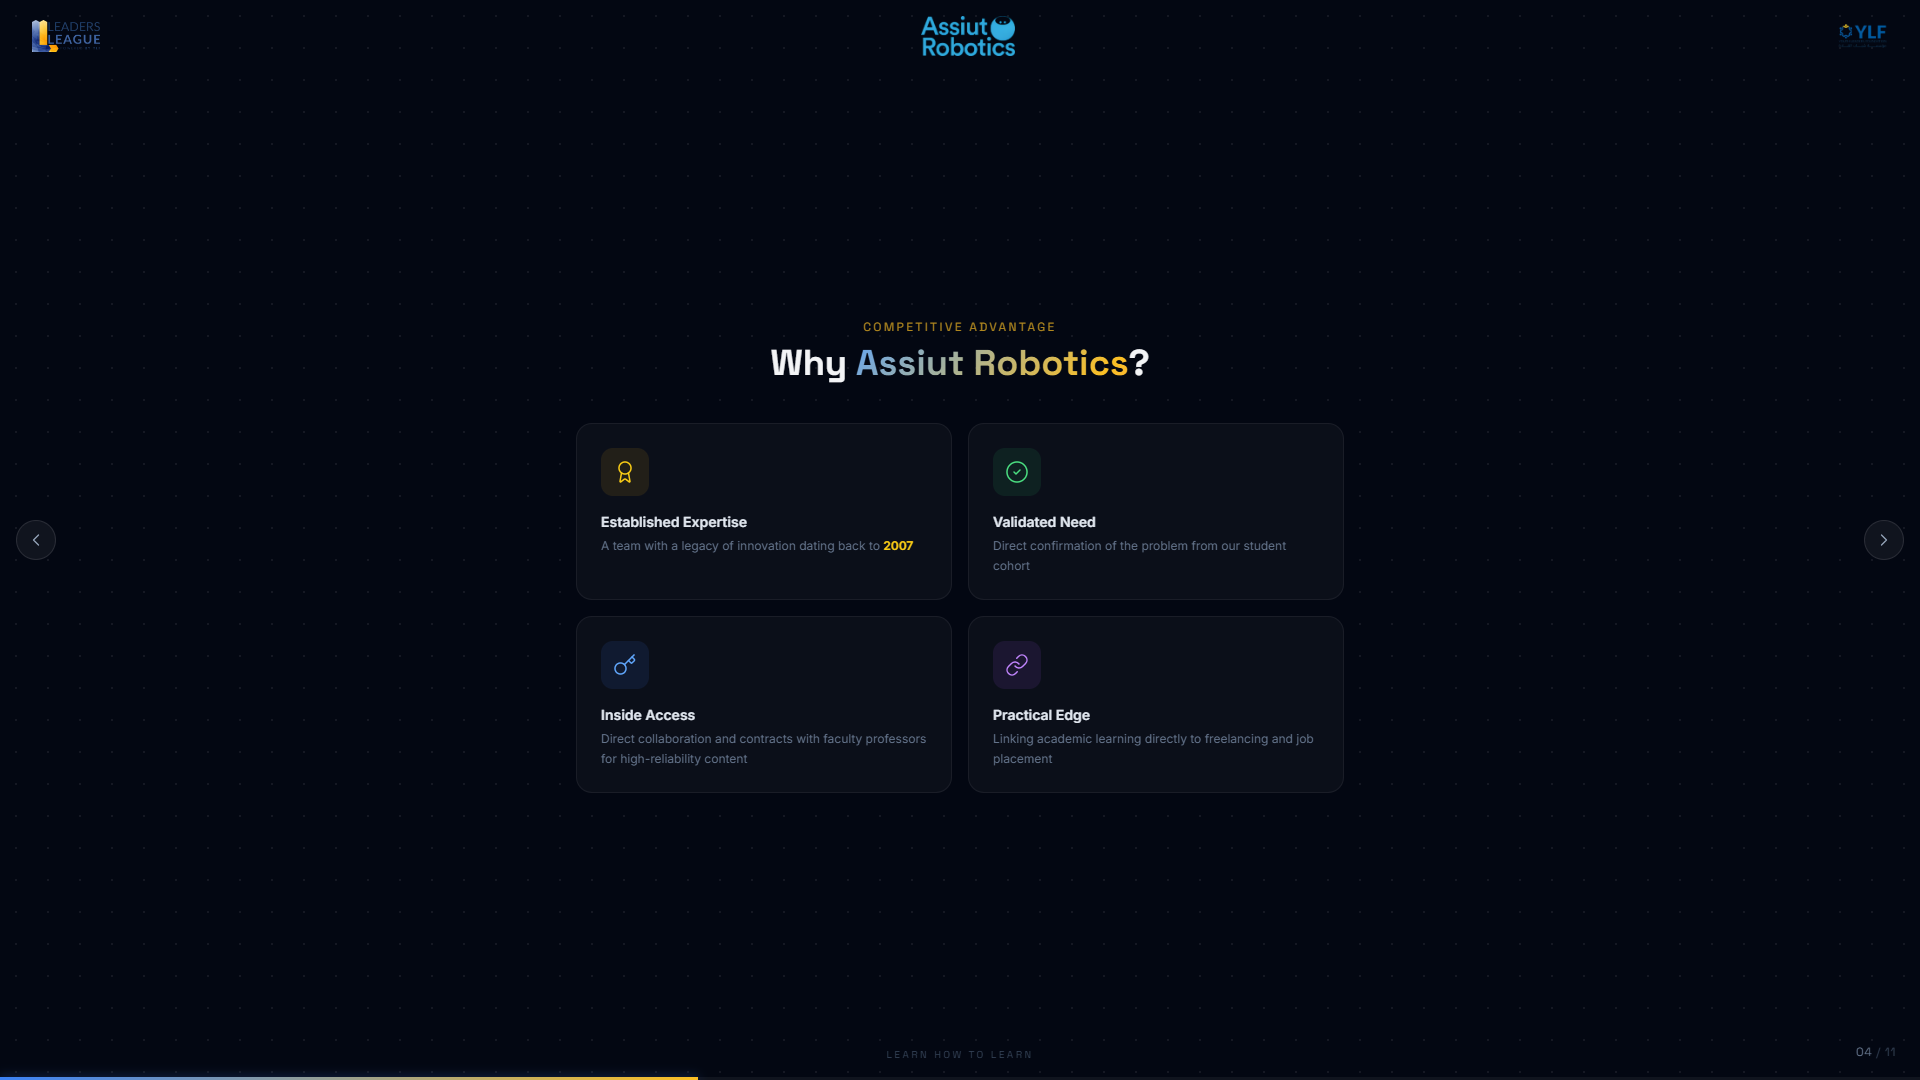 LEADERS
LEAGUE
Assiut
Robotics
YLF
COMPETITIVE ADVANTAGE
Why Assiut Robotics?
Established Expertise
A team with a legacy of innovation dating back to 2007
Validated Need
Direct confirmation of the problem from our student
cohort
Inside Access
Direct collaboration and contracts with faculty professors
for high-reliability content
Practical Edge
Linking academic learning directly to freelancing and job
placement
LEARN HOW TO LEARN
04 / 11